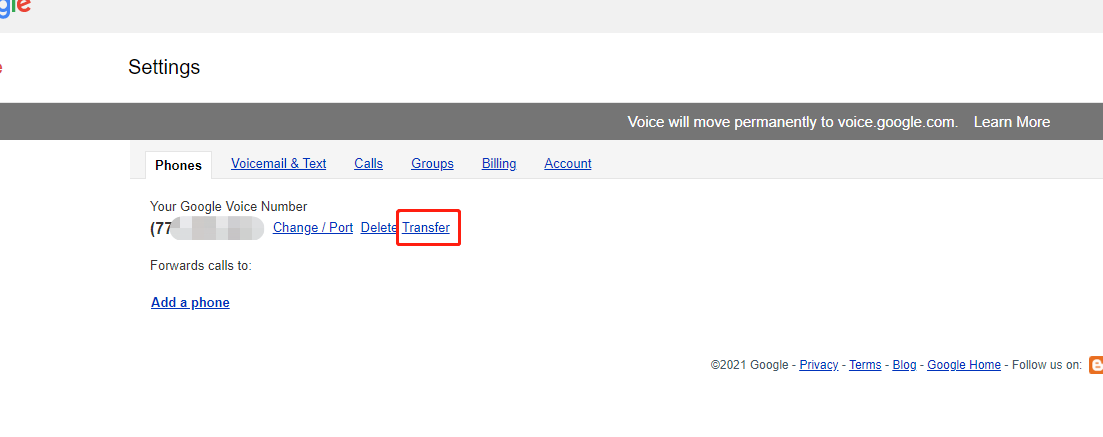 gle
Settings
Voice will move permanently to voice.google.com. Learn More
Phones Voicemail & Text Calls Groups Billing Account
Your Google Voice Number
(77 Change / Port Delete Transfer
Forwards calls to:
Add a phone
©2021 Google - Privacy - Terms - Blog - Google Home - Follow us on: